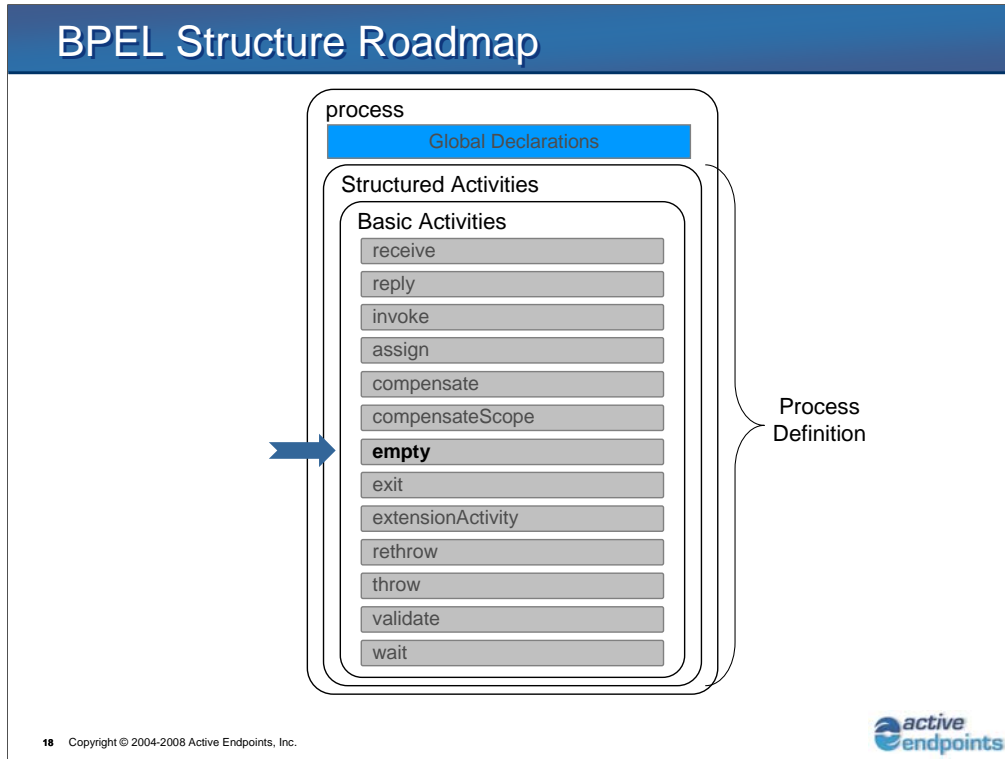 BPEL Structure Roadmap
process
Global Declarations
Structured Activities
Basic Activities
receive
reply
invoke
assign
compensate
compensateScope
empty
exit
extensionActivity
rethrow
throw
validate
wait
Process
Definition
18 Copyright © 2004-2008 Active Endpoints, Inc.
active
endpoints